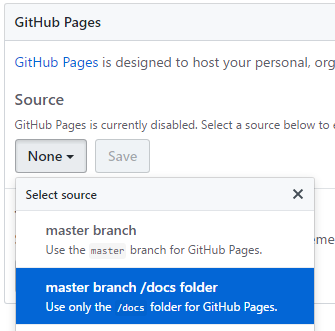 GitHub Pages
GitHub Pages is designed to host your personal, org
Source
GitHub Pages is currently disabled. Select a source below to e
None
Save
Select source
master branch
Use the master branch for GitHub Pages.
eme
master branch /docs folder
Use only the /docs folder for GitHub Pages.